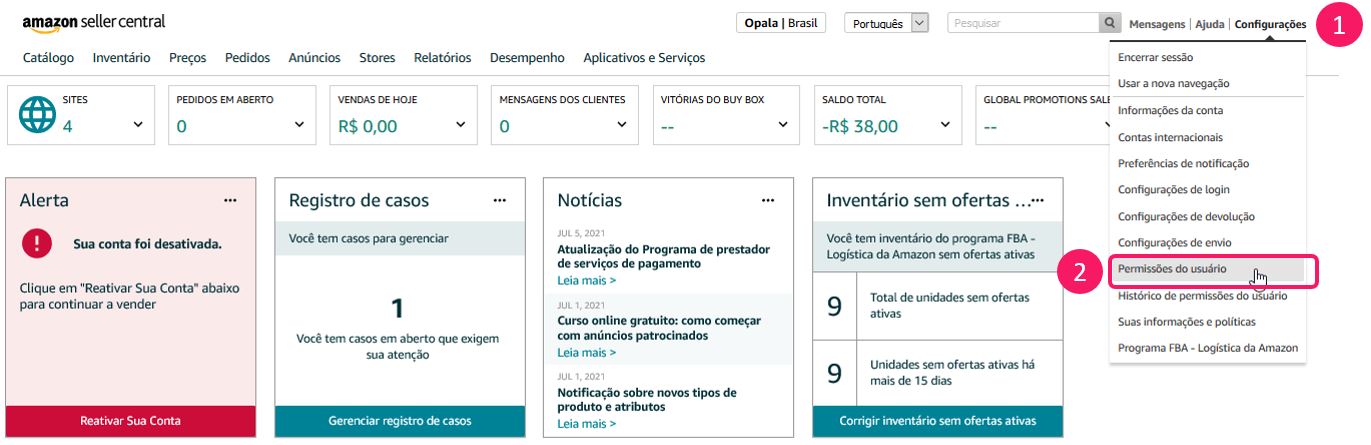 amazon seller central
Opala | Brasil
Português
Pesquisar
Mensagens | Ajuda | Configurações
1
Catálogo Inventário Preços Pedidos Anúncios Stores Relatórios Desempenho Aplicativos e Serviços
SITES
4
PEDIDOS EM ABERTO
0
VENDAS DE HOJE
R$ 0,00
MENSAGENS DOS CLIENTES
0
VITÓRIAS DO BUY BOX
--
SALDO TOTAL
-R$ 38,00
GLOBAL PROMOTIONS SALE
--
Encerrar sessão
Usar a nova navegação
Informações da conta
Contas internacionais
Preferências de notificação
Configurações de login
Configurações de devolução
Configurações de envio
2
Permissões do usuário
Histórico de permissões do usuário
Suas informações e políticas
Programa FBA - Logística da Amazon
Alerta ...
! Sua conta foi desativada.
Clique em "Reativar Sua Conta" abaixo
para continuar a vender
Reativar Sua Conta
Registro de casos ...
Você tem casos para gerenciar
1
Você tem casos em aberto que exigem
sua atenção
Gerenciar registro de casos
Notícias ...
JUL 5, 2021
Atualização do Programa de prestador
de serviços de pagamento
Leia mais >
JUL 1, 2021
Curso online gratuito: como começar
com anúncios patrocinados
Leia mais >
JUL 1, 2021
Notificação sobre novos tipos de
produto e atributos
Leia mais >
Inventário sem ofertas ... ...
Você tem inventário do programa FBA -
Logística da Amazon sem ofertas ativas
9
Total de unidades sem ofertas
ativas
9
Unidades sem ofertas ativas há
mais de 15 dias
Corrigir inventário sem ofertas ativas